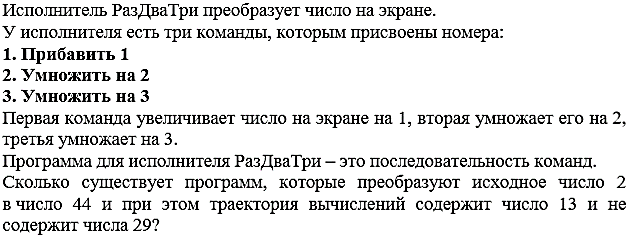 Исполнитель РазДваТри преобразует число на экране.
У исполнителя есть три команды, которым присвоены номера:
1. Прибавить 1
2. Умножить на 2
3. Умножить на 3
Первая команда увеличивает число на экране на 1, вторая умножает его на 2,
третья умножает на 3.
Программа для исполнителя РазДваТри – это последовательность команд.
Сколько существует программ, которые преобразуют исходное число 2
в число 44 и при этом траектория вычислений содержит число 13 и не
содержит числа 29?